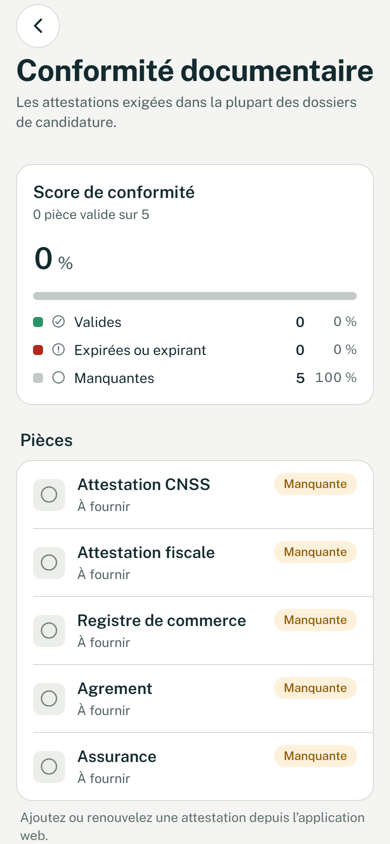 Conformité documentaire
Les attestations exigées dans la plupart des dossiers
de candidature.
Score de conformité
0 pièce valide sur 5
0 %
Valides 0 0 %
Expirées ou expirant 0 0 %
Manquantes 5 100 %
Pièces
Attestation CNSS Manquante
À fournir
Attestation fiscale Manquante
À fournir
Registre de commerce Manquante
À fournir
Agrement Manquante
À fournir
Assurance Manquante
À fournir
Ajoutez ou renouvelez une attestation depuis l’application
web.